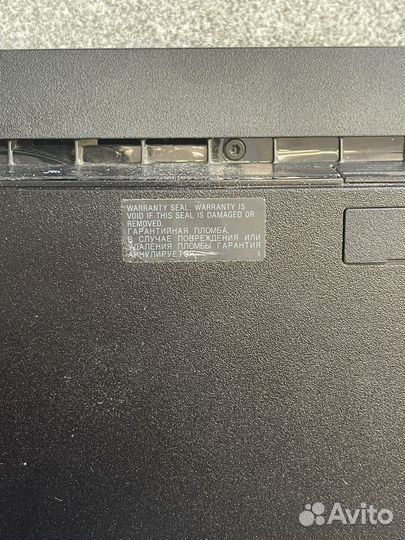 WARRANTY SEAL. WARRANTY IS
VOID IF THIS SEAL IS DAMAGED OR
REMOVED.
ГАРАНТИЙНАЯ ПЛОМБА.
В СЛУЧАЕ ПОВРЕЖДЕНИЯ ИЛИ
УДАЛЕНИЯ ПЛОМБЫ ГАРАНТИЯ
АННУЛИРУЕТСЯ.
Avito